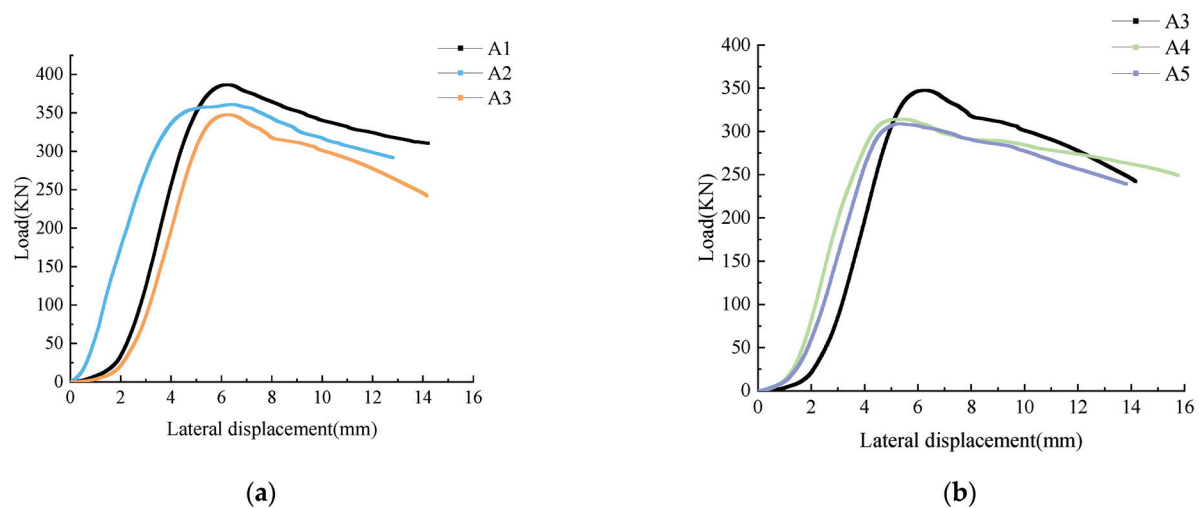 A1
A2
A3
400
350
300
250
200
150
100
50
0
Load(KN)
0 2 4 6 8 10 12 14 16
Lateral displacement(mm)
(a)
A3
A4
A5
400
350
300
250
200
150
100
50
0
Load(KN)
0 2 4 6 8 10 12 14 16
Lateral displacement(mm)
(b)